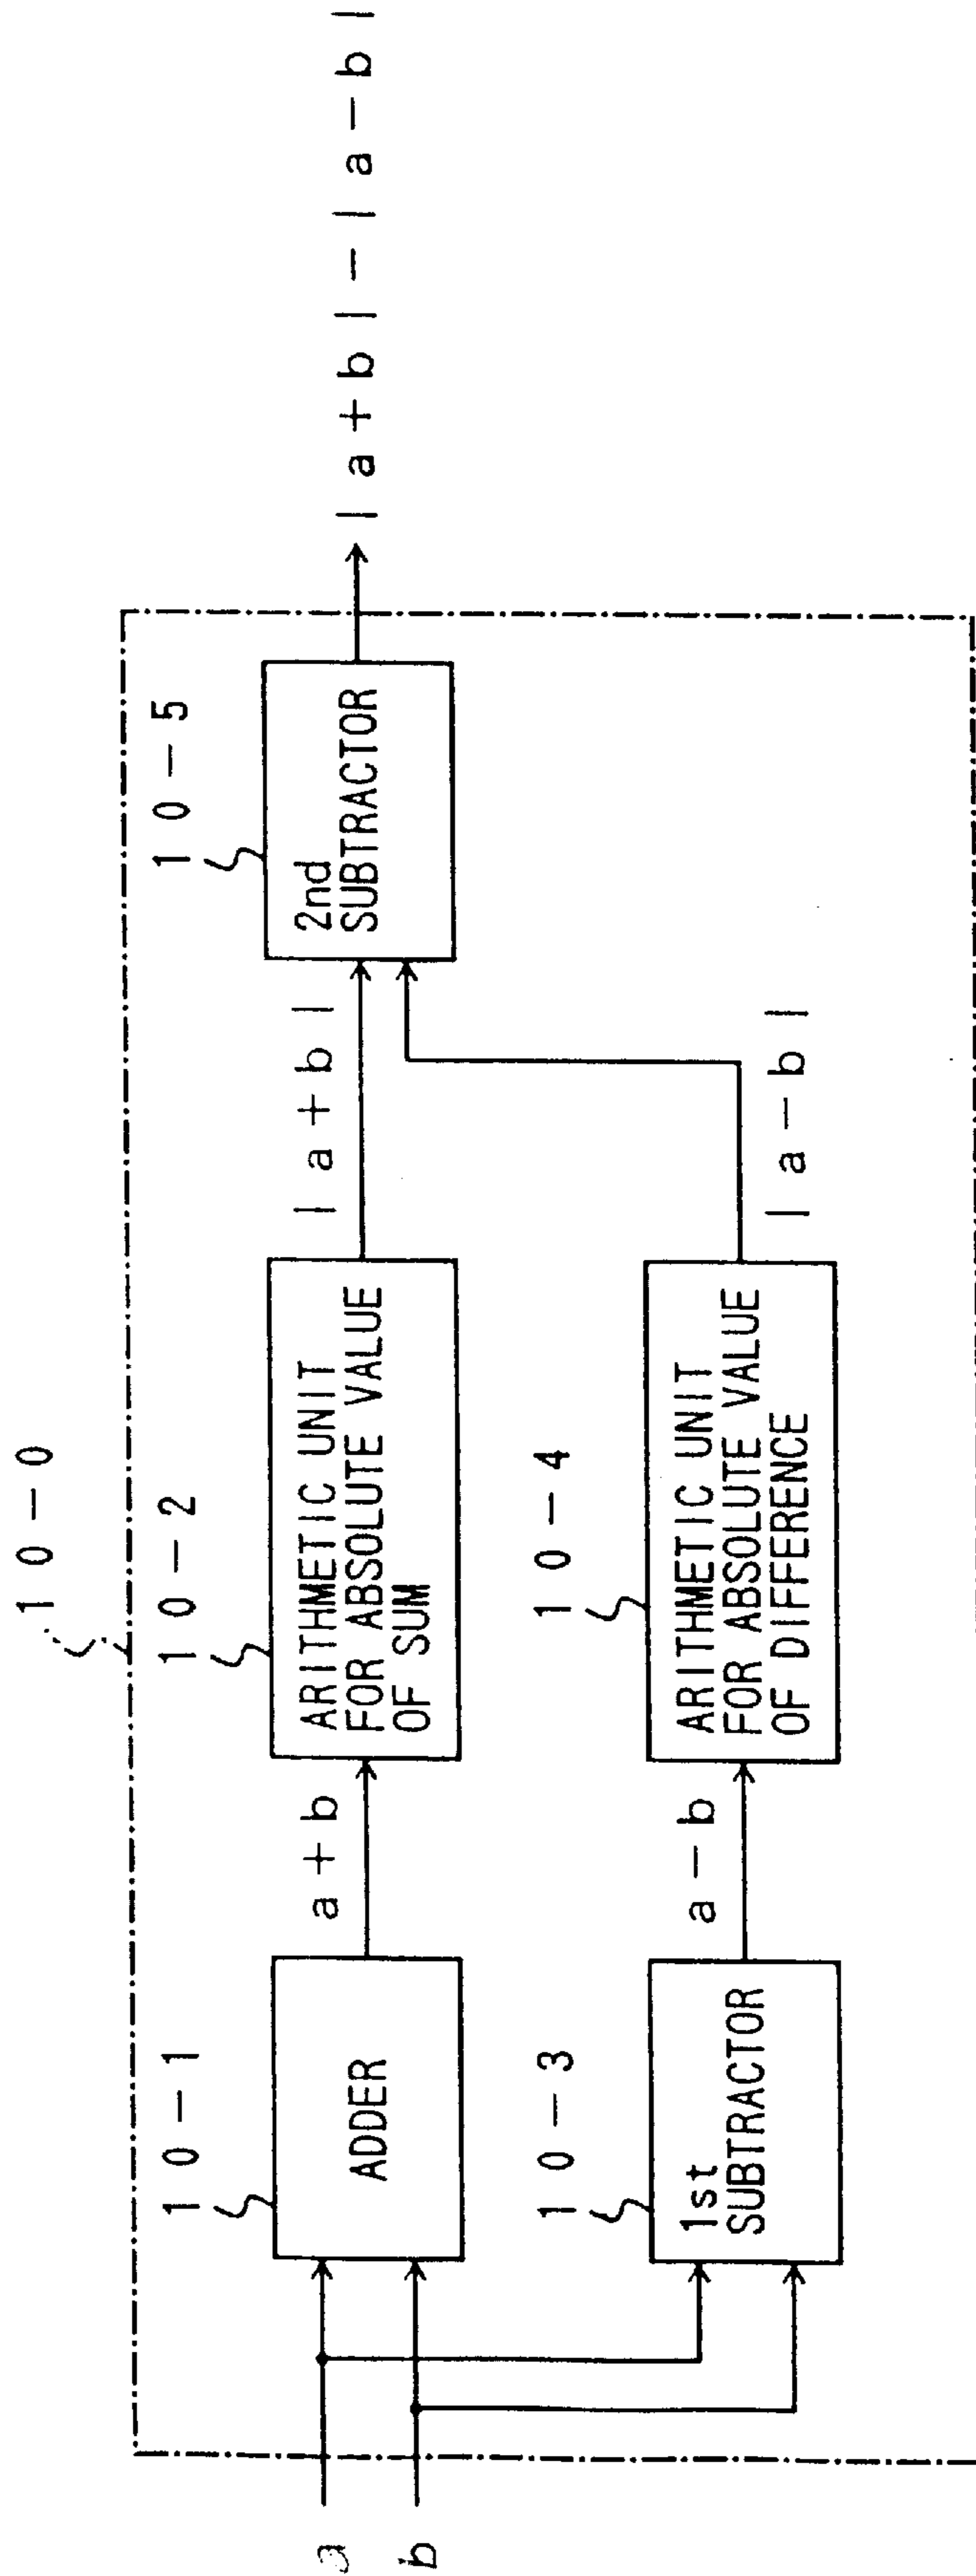 10-0
10-1
ADDER
a+b
10-2
ARITHMETIC UNIT
FOR ABSOLUTE VALUE
OF SUM
|a+b|
10-5
2nd
SUBTRACTOR
|a+b|-|a-b|
a
b
10-3
1st
SUBTRACTOR
a-b
10-4
ARITHMETIC UNIT
FOR ABSOLUTE VALUE
OF DIFFERENCE
|a-b|